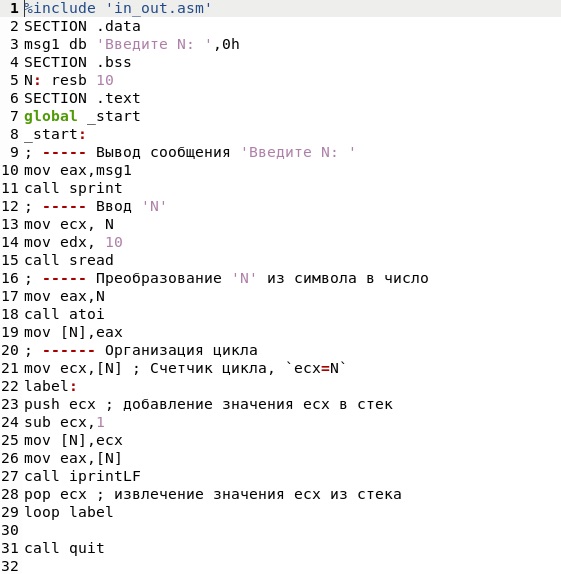 1 %include 'in_out.asm'
2 SECTION .data
3 msg1 db 'Введите N: ',0h
4 SECTION .bss
5 N: resb 10
6 SECTION .text
7 global _start
8 _start:
9 ; ----- Вывод сообщения 'Введите N: '
10 mov eax,msg1
11 call sprint
12 ; ----- Ввод 'N'
13 mov ecx, N
14 mov edx, 10
15 call sread
16 ; ----- Преобразование 'N' из символа в число
17 mov eax,N
18 call atoi
19 mov [N],eax
20 ; ------ Организация цикла
21 mov ecx,[N] ; Счетчик цикла, `ecx=N`
22 label:
23 push ecx ; добавление значения ecx в стек
24 sub ecx,1
25 mov [N],ecx
26 mov eax,[N]
27 call iprintLF
28 pop ecx ; извлечение значения ecx из стека
29 loop label
30
31 call quit
32